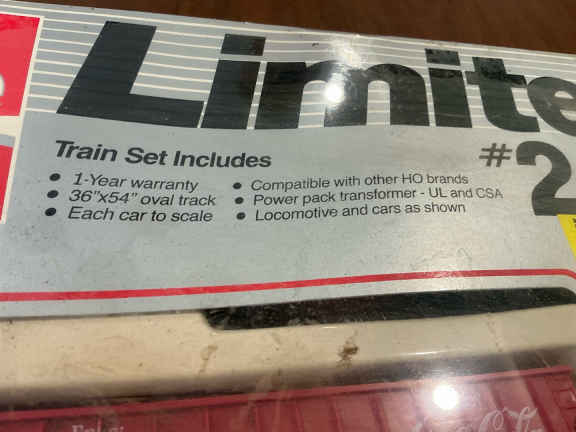 Limite
#2
Train Set Includes
• 1-Year warranty
• 36"x54" oval track
• Each car to scale
• Compatible with other HO brands
• Power pack transformer - UL and CSA
• Locomotive and cars as shown
Enjoy